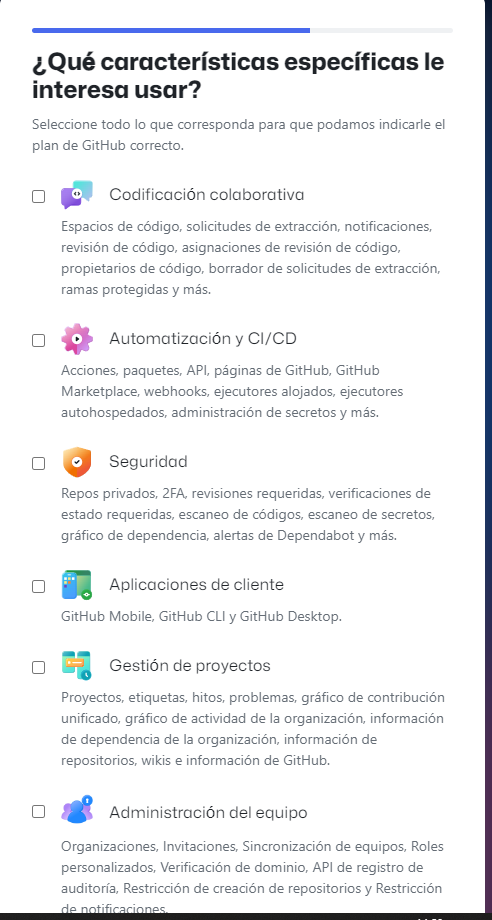 ¿Qué características específicas le
interesa usar?
Seleccione todo lo que corresponda para que podamos indicarle el
plan de GitHub correcto.
Codificación colaborativa
Espacios de código, solicitudes de extracción, notificaciones,
revisión de código, asignaciones de revisión de código,
propietarios de código, borrador de solicitudes de extracción,
ramas protegidas y más.
Automatización y CI/CD
Acciones, paquetes, API, páginas de GitHub, GitHub
Marketplace, webhooks, ejecutores alojados, ejecutores
autohospedados, administración de secretos y más.
Seguridad
Repos privados, 2FA, revisiones requeridas, verificaciones de
estado requeridas, escaneo de códigos, escaneo de secretos,
gráfico de dependencia, alertas de Dependabot y más.
Aplicaciones de cliente
GitHub Mobile, GitHub CLI y GitHub Desktop.
Gestión de proyectos
Proyectos, etiquetas, hitos, problemas, gráfico de contribución
unificado, gráfico de actividad de la organización, información
de dependencia de la organización, información de
repositorios, wikis e información de GitHub.
Administración del equipo
Organizaciones, Invitaciones, Sincronización de equipos, Roles
personalizados, Verificación de dominio, API de registro de
auditoría, Restricción de creación de repositorios y Restricción
de notificaciones.